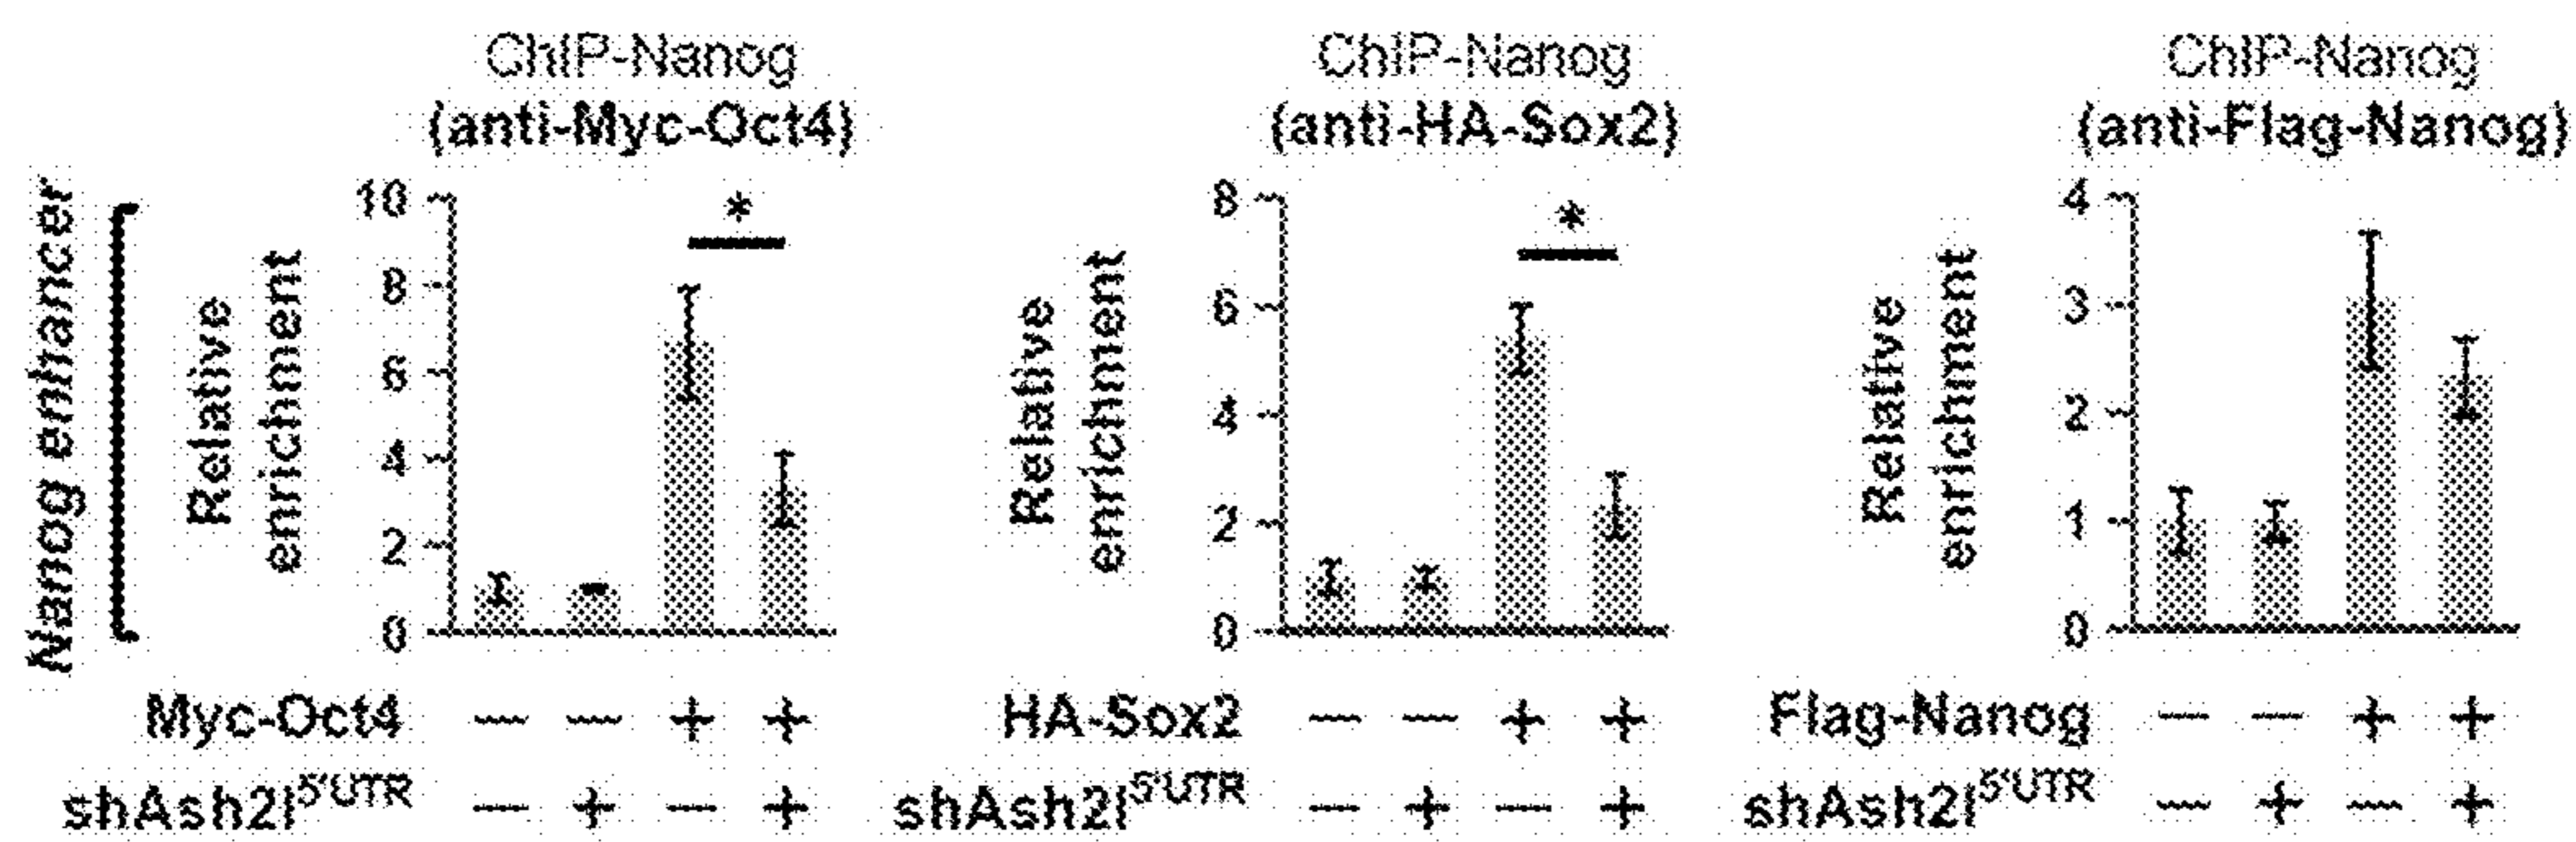 Nanog enhancer
ChIP-Nanog
(anti-Myc-Oct4)
Relative
enrichment
10
8
6
4
2
0
*
Myc-Oct4 — — + +
shAsh2l5'UTR — + — +
ChIP-Nanog
(anti-HA-Sox2)
Relative
enrichment
8
6
4
2
0
*
HA-Sox2 — — + +
shAsh2l5'UTR — + — +
ChIP-Nanog
(anti-Flag-Nanog)
Relative
enrichment
4
3
2
1
0
Flag-Nanog — — + +
shAsh2l5'UTR — + — +